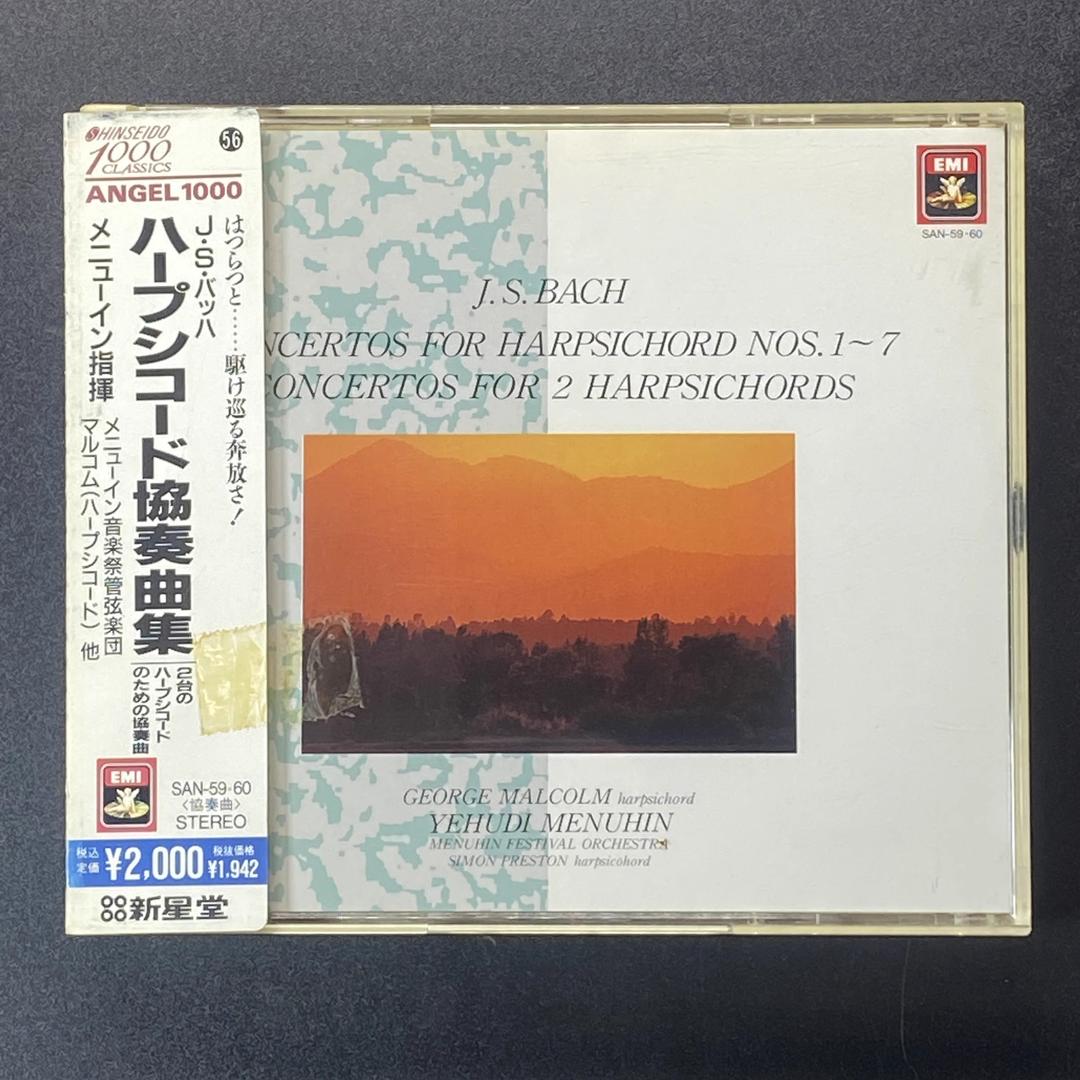 SHINSEIDO
1000
CLASSICS
56
ANGEL 1000
はつらつと……駆け巡る奔放さ！
J・S・バッハ
ハープシコード協奏曲集
2台の
ハープシコード
のための協奏曲
メニューイン指揮
メニューイン音楽祭管弦楽団
マルコム(ハープシコード) 他
EMI
SAN-59·60
〈協奏曲〉
STEREO
税込
定価
¥2,000
税抜価格
¥1,942
新星堂
EMI
SAN-59·60
J. S. BACH
NCERTOS FOR HARPSICHORD NOS. 1~7
ONCERTOS FOR 2 HARPSICHORDS
GEORGE MALCOLM harpsichord
YEHUDI MENUHIN
MENUHIN FESTIVAL ORCHESTRA
SIMON PRESTON harpsicohord